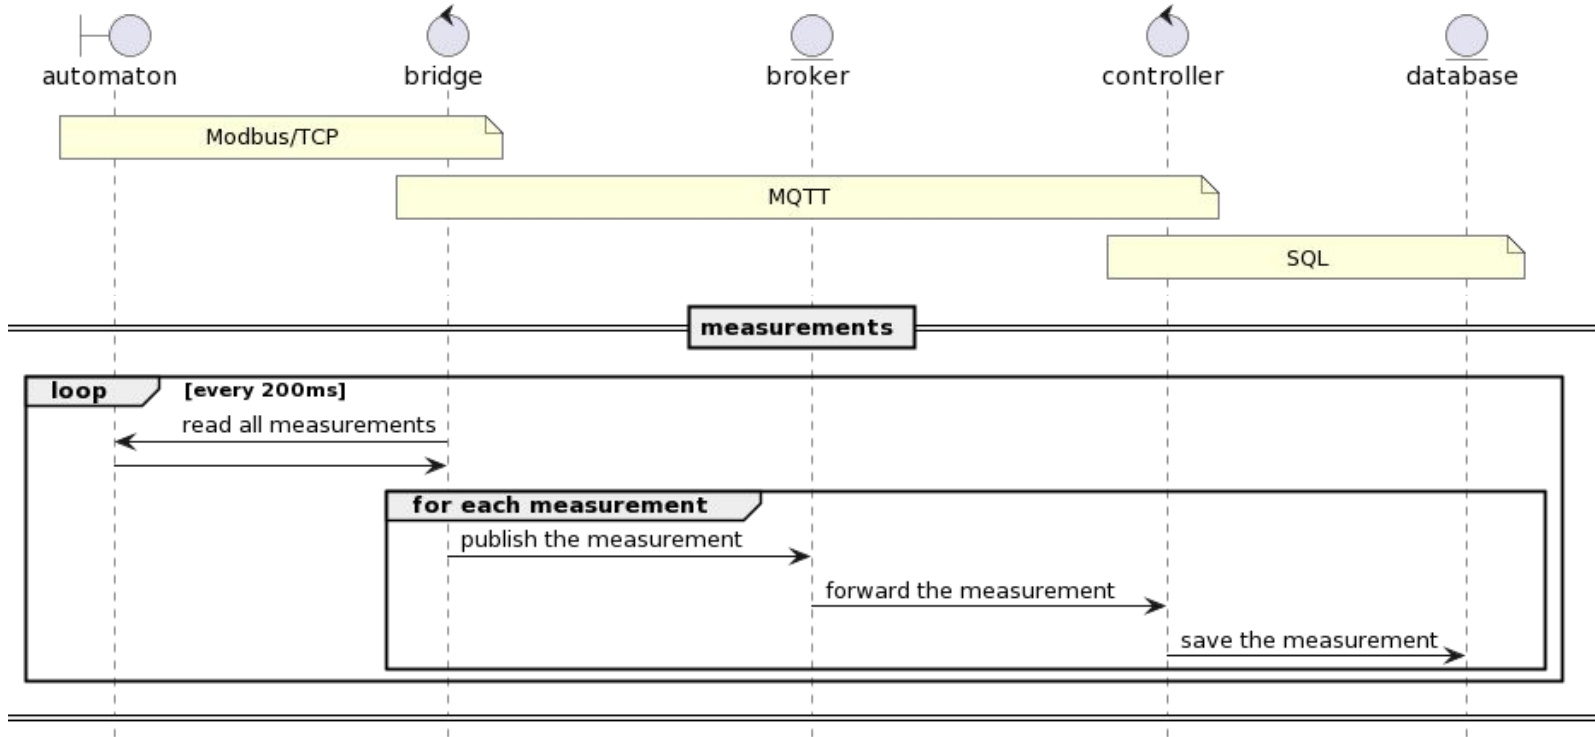 automaton
bridge
broker
controller
database
Modbus/TCP
MQTT
SQL
measurements
loop [every 200ms]
read all measurements
for each measurement
publish the measurement
forward the measurement
save the measurement